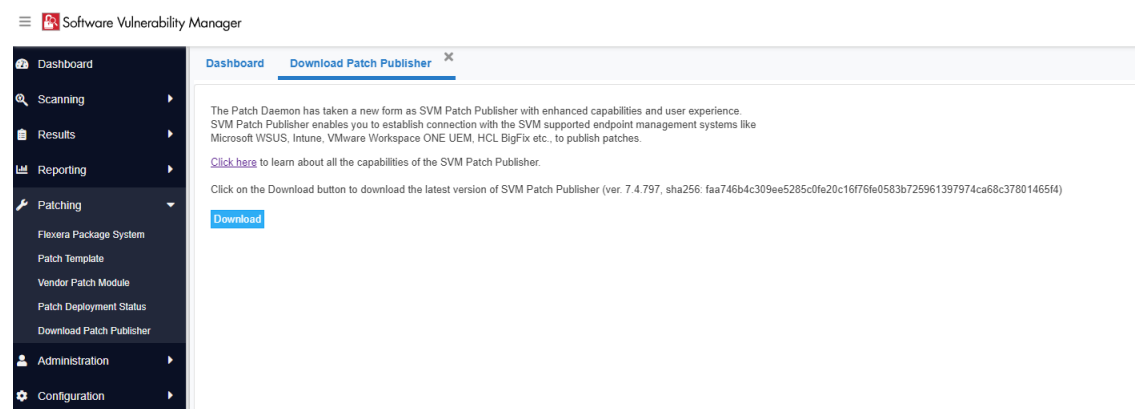 Software Vulnerability Manager
Dashboard
Scanning
Results
Reporting
Patching
Flexera Package System
Patch Template
Vendor Patch Module
Patch Deployment Status
Download Patch Publisher
Administration
Configuration
Dashboard Download Patch Publisher
The Patch Daemon has taken a new form as SVM Patch Publisher with enhanced capabilities and user experience.
SVM Patch Publisher enables you to establish connection with the SVM supported endpoint management systems like
Microsoft WSUS, Intune, VMware Workspace ONE UEM, HCL BigFix etc., to publish patches.
Click here to learn about all the capabilities of the SVM Patch Publisher.
Click on the Download button to download the latest version of SVM Patch Publisher (ver. 7.4.797, sha256: faa746b4c309ee5285c0fe20c16f76fe0583b725961397974ca68c37801465f4)
Download